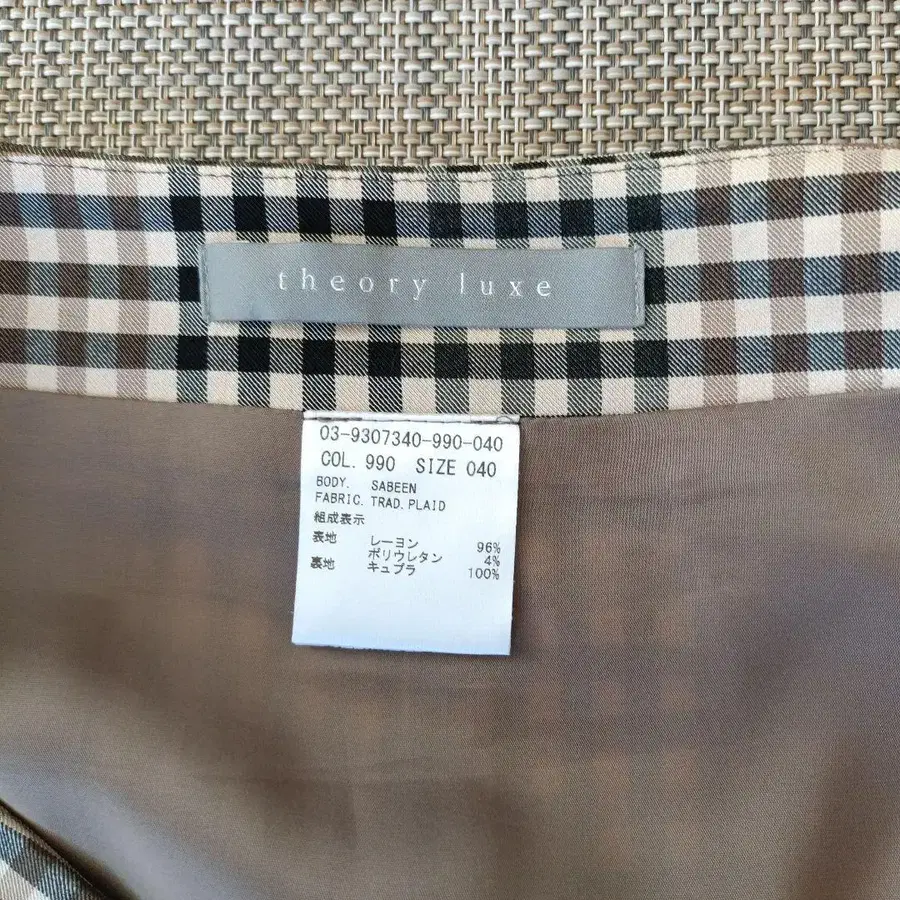 theory luxe
03-9307340-990-040
COL. 990 SIZE 040
BODY. SABEEN
FABRIC. TRAD. PLAID
組成表示
表地 レーヨン 96%
ポリウレタン 4%
裏地 キュプラ 100%